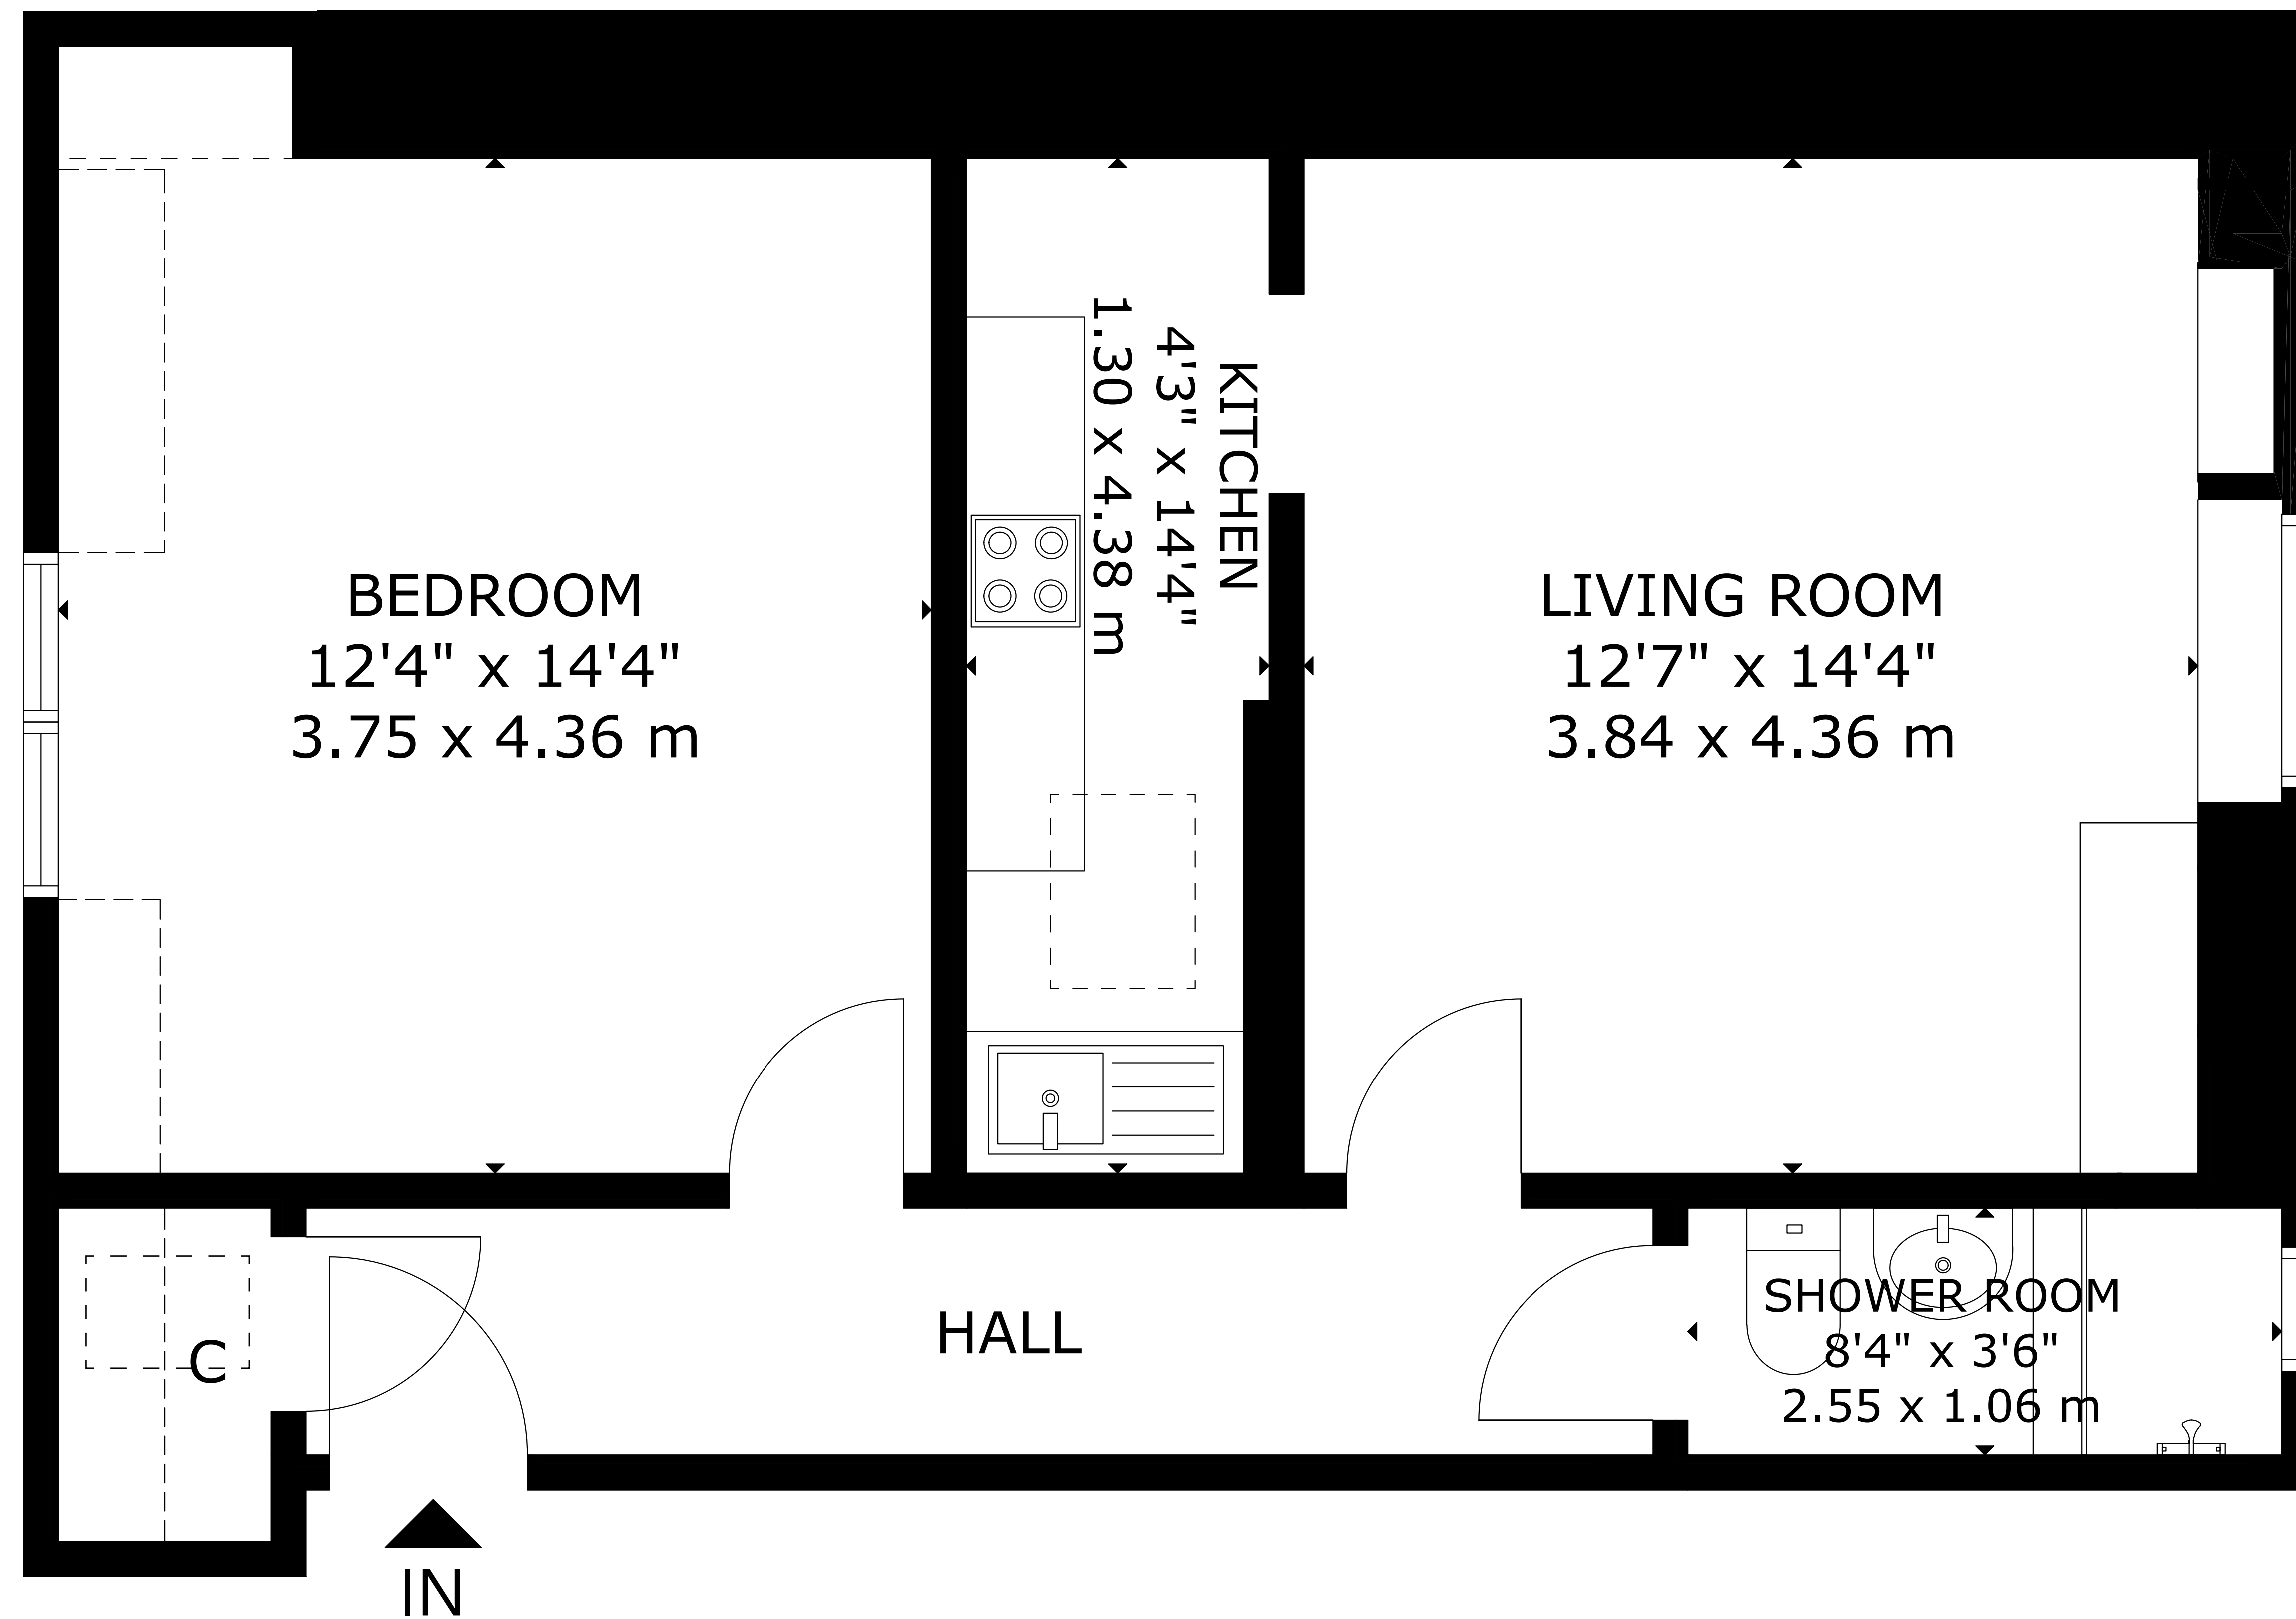 BEDROOM
12'4" x 14'4"
3.75 x 4.36 m
KITCHEN
4'3" x 14'4"
1.30 x 4.38 m
LIVING ROOM
12'7" x 14'4"
3.84 x 4.36 m
C
HALL
SHOWER ROOM
8'4" x 3'6"
2.55 x 1.06 m
IN